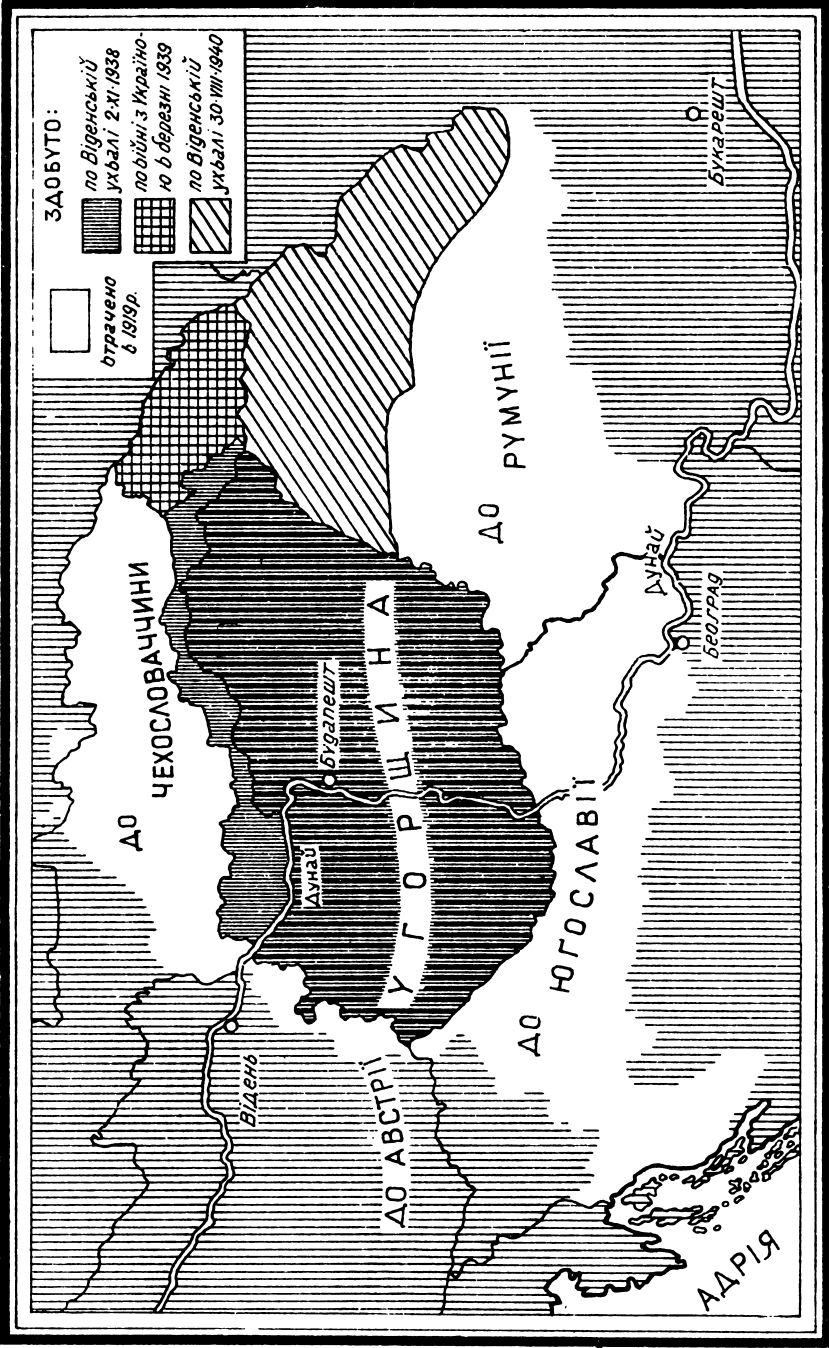 ЗДОБУТО:
по Віденській
ухвалі 2·XI·1938
по війні з Україно-
ю в березні 1939
по Віденській
ухвалі 30·VIII·1940
втрачено
в 1919р.
ДО
ЧЕХОСЛОВАЧЧИНИ
ДО
РУМУНІЇ
ДО
ЮГОСЛАВІЇ
ДО АВСТРІЇ
УГОРЩИНА
Відень
Дунай
Будапешт
Дунай
Београд
Букарешт
АДРІЯ